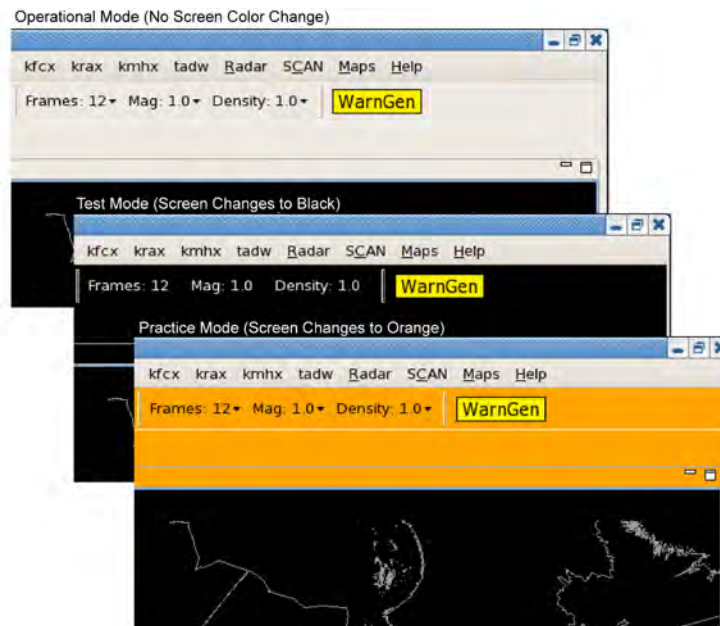 Operational Mode (No Screen Color Change)
kfcx krax kmhx tadw Radar SCAN Maps Help
Frames: 12 Mag: 1.0 Density: 1.0 WarnGen
Test Mode (Screen Changes to Black)
kfcx krax kmhx tadw Radar SCAN Maps Help
Frames: 12 Mag: 1.0 Density: 1.0 WarnGen
Practice Mode (Screen Changes to Orange)
kfcx krax kmhx tadw Radar SCAN Maps Help
Frames: 12 Mag: 1.0 Density: 1.0 WarnGen